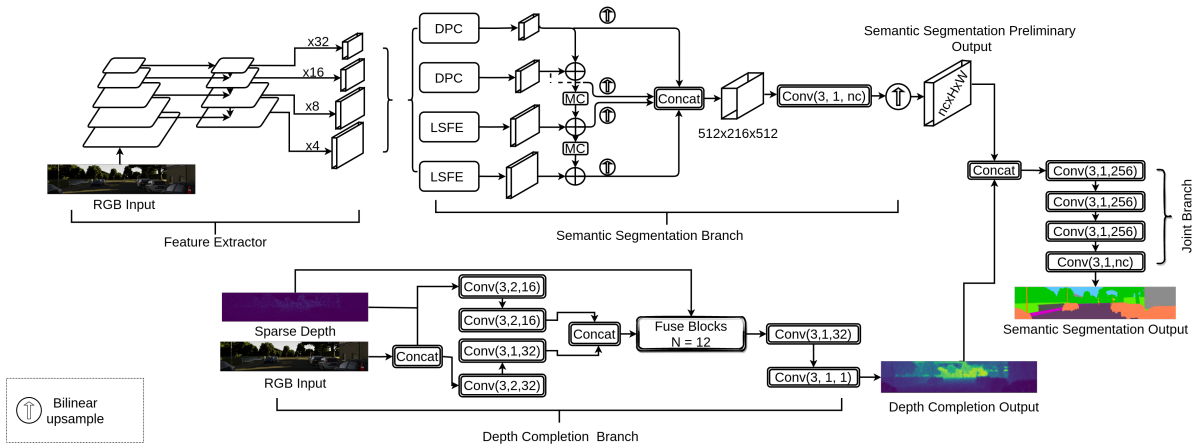 x32
x16
x8
x4
RGB Input
Feature Extractor
DPC
DPC
LSFE
LSFE
MC
MC
Concat
512x216x512
Conv(3, 1, nc)
Semantic Segmentation Preliminary
Output
ncxHxW
Semantic Segmentation Branch
Concat
Conv(3,1,256)
Conv(3,1,256)
Conv(3,1,256)
Conv(3,1,nc)
Joint Branch
Semantic Segmentation Output
Sparse Depth
RGB Input
Concat
Conv(3,2,16)
Conv(3,2,16)
Conv(3,1,32)
Conv(3,2,32)
Concat
Fuse Blocks
N = 12
Conv(3,1,32)
Conv(3, 1, 1)
Depth Completion Output
Depth Completion Branch
Bilinear
upsample